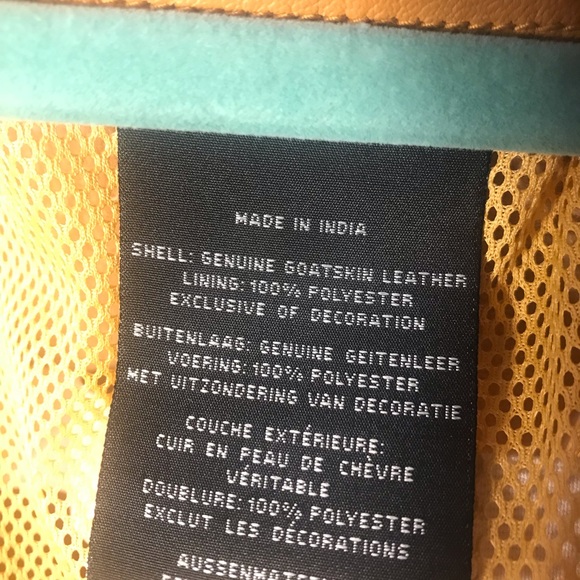 MADE IN INDIA
SHELL: GENUINE GOATSKIN LEATHER
LINING: 100% POLYESTER
EXCLUSIVE OF DECORATION
BUITENLAAG: GENUINE GEITENLEER
VOERING: 100% POLYESTER
MET UITZONDERING VAN DECORATIE
COUCHE EXTÉRIEURE:
CUIR EN PEAU DE CHÈVRE
VÉRITABLE
DOUBLURE: 100% POLYESTER
EXCLUT LES DÉCORATIONS